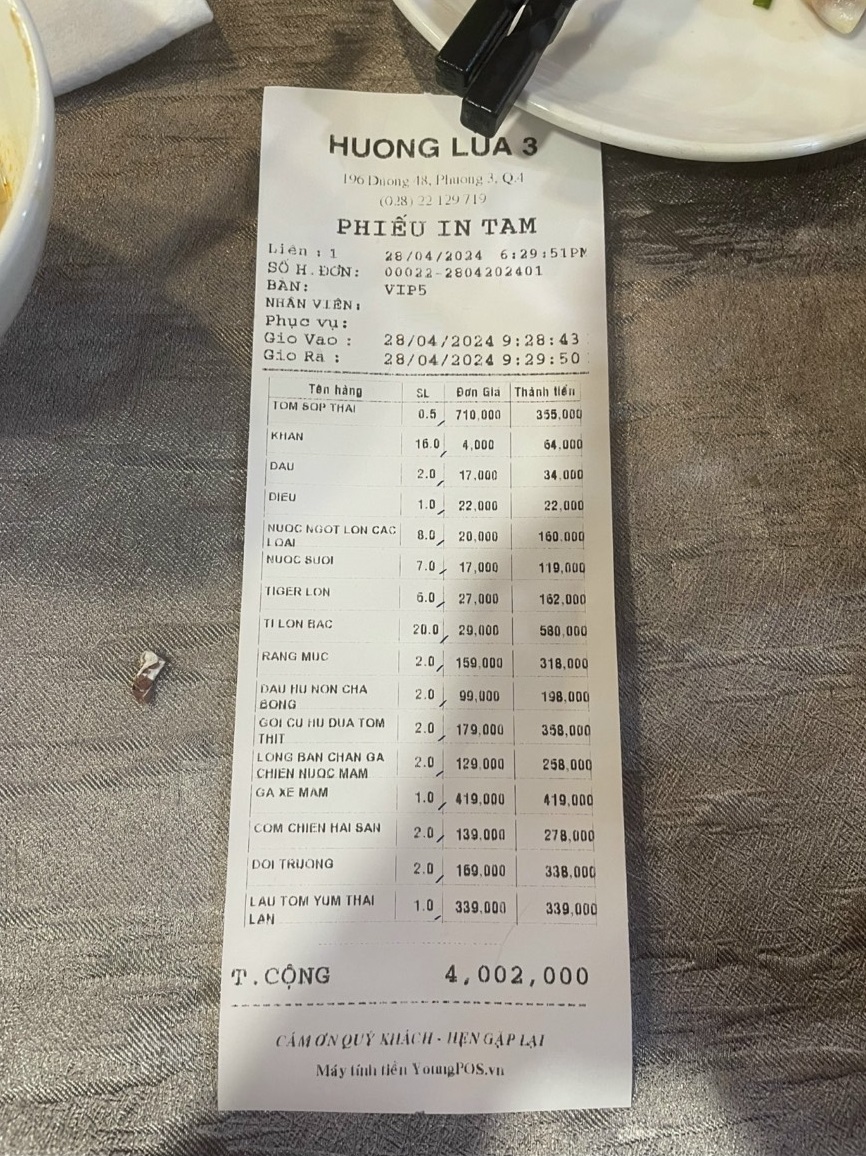 HUONG LUA 3
196 Duong 48, Phuong 3, Q.4
(028) 22 129 719
PHIẾU IN TAM
Liên : 1 28/04/2024 6:29:51PM
SỐ H.ĐƠN: 00022-2804202401
BÀN: VIP5
NHÂN VIÊN:
Phục vụ:
Gio Vao : 28/04/2024 9:28:43
Gio Ra : 28/04/2024 9:29:50
Tên hàng SL Đơn Giá Thành tiền
TOM SOP THAI 0.5 710,000 355,000
KHAN 16.0 4,000 64,000
DAU 2.0 17,000 34,000
DIEU 1.0 22,000 22,000
NUOC NGOT LON CAC 8.0 20,000 160,000
LOAI
NUOC SUOI 7.0 17,000 119,000
TIGER LON 6.0 27,000 162,000
TI LON BAC 20.0 29,000 580,000
RANG MUC 2.0 159,000 318,000
DAU HU NON CHA 2.0 99,000 198,000
BONG
GOI CU HU DUA TOM 2.0 179,000 358,000
THIT
LONG BAN CHAN GA 2.0 129,000 258,000
CHIEN NUOC MAM
GA XE MAM 1.0 419,000 419,000
COM CHIEN HAI SAN 2.0 139,000 278,000
DOI TRUONG 2.0 169,000 338,000
LAU TOM YUM THAI 1.0 339,000 339,000
LAN
T.CỘNG 4,002,000
CẢM ƠN QUÝ KHÁCH - HẸN GẶP LẠI
Máy tính tiền YoungPOS.vn